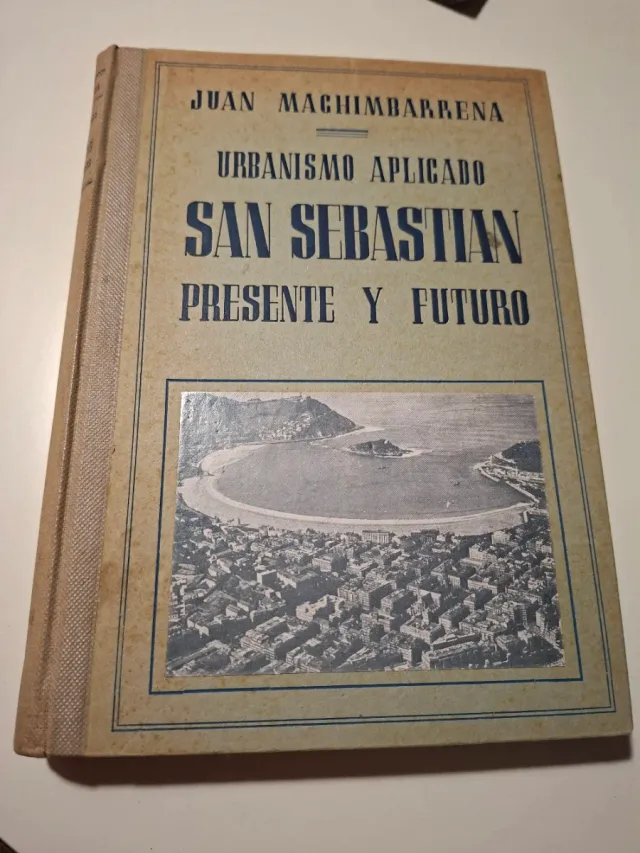 JUAN MACHIMBARRENA
URBANISMO APLICADO
SAN SEBASTIAN
PRESENTE Y FUTURO